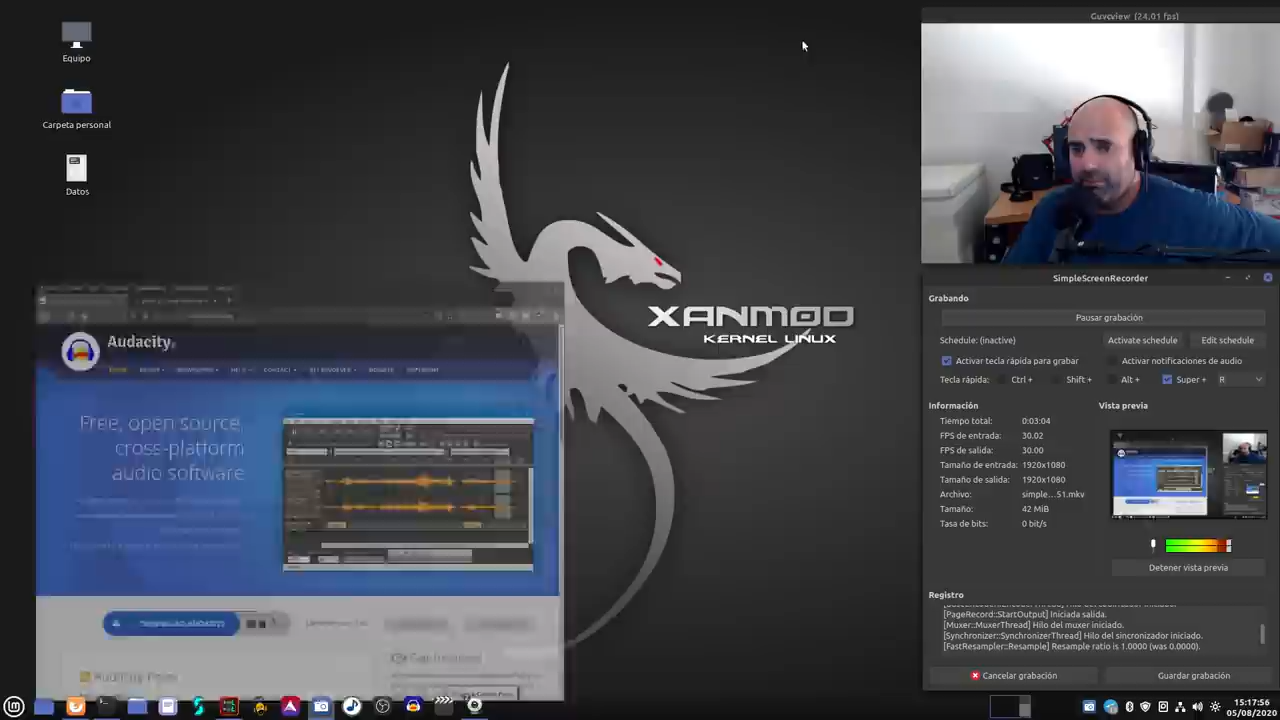 Guvcview (24,01 fps)
Equipo
Carpeta personal
Datos
XANMOD
KERNEL LINUX
Audacity
HOME
DONATE
Free, open source,
cross-platform
audio software
SimpleScreenRecorder
Grabando
Pausar grabación
Schedule: (inactive)
Activate schedule
Edit schedule
Activar tecla rápida para grabar
Activar notificaciones de audio
Tecla rápida:
Ctrl +
Shift +
Alt +
Super +
R
Información
Vista previa
Tiempo total:
0:03:04
FPS de entrada:
30.02
FPS de salida:
30.00
Tamaño de entrada:
1920x1080
Tamaño de salida:
1920x1080
Archivo:
simple...51.mkv
Tamaño:
42 MiB
Tasa de bits:
0 bit/s
Detener vista previa
Registro
[PageRecord::StartOutput] Iniciada salida.
[Muxer::MuxerThread] Hilo del muxer iniciado.
[Synchronizer::SynchronizerThread] Hilo del sincronizador iniciado.
[FastResampler::Resample] Resample ratio is 1.0000 (was 0.0000).
Cancelar grabación
Guardar grabación
15:17:56
05/08/2020